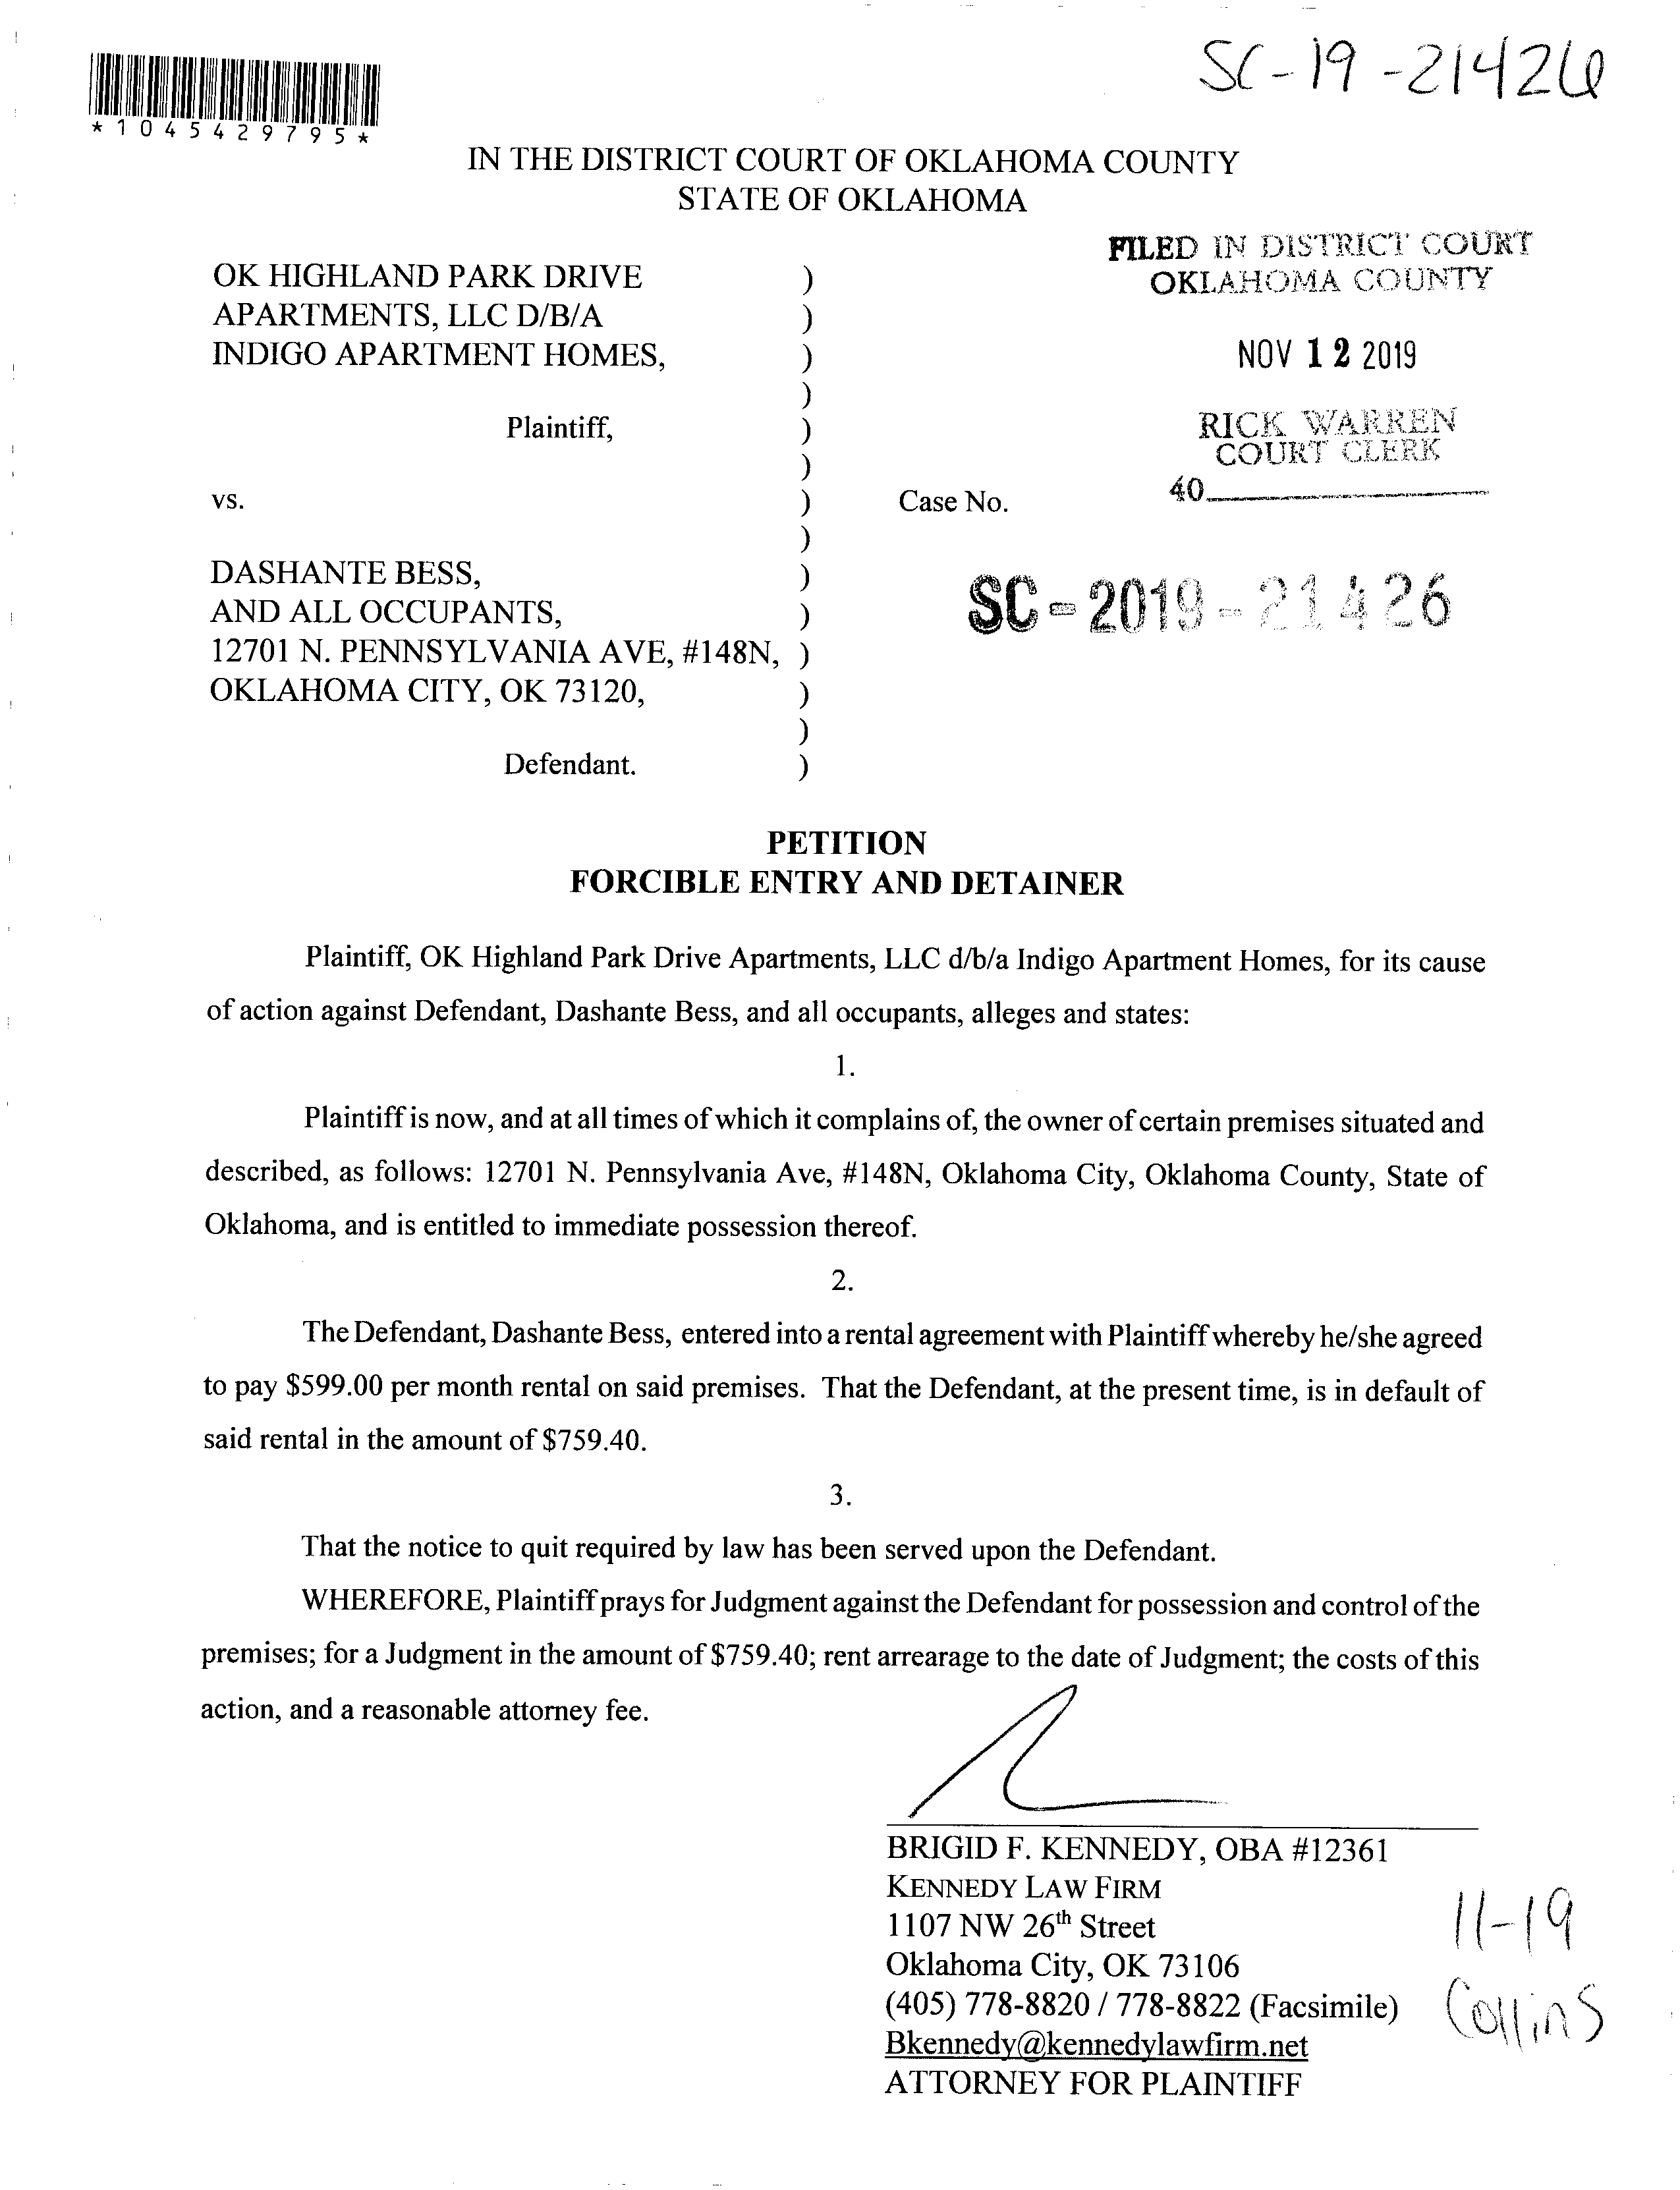 SC-19-21426
*1045429795*
IN THE DISTRICT COURT OF OKLAHOMA COUNTY
STATE OF OKLAHOMA
FILED IN DISTRICT COURT
OKLAHOMA COUNTY
NOV 12 2019
RICK WARREN
COURT CLERK
40
OK HIGHLAND PARK DRIVE )
APARTMENTS, LLC D/B/A )
INDIGO APARTMENT HOMES, )
)
Plaintiff, )
)
vs. ) Case No.
)
DASHANTE BESS, ) SC-2019-21426
AND ALL OCCUPANTS, )
12701 N. PENNSYLVANIA AVE, #148N, )
OKLAHOMA CITY, OK 73120, )
)
Defendant. )
PETITION
FORCIBLE ENTRY AND DETAINER
Plaintiff, OK Highland Park Drive Apartments, LLC d/b/a Indigo Apartment Homes, for its cause
of action against Defendant, Dashante Bess, and all occupants, alleges and states:
1.
Plaintiff is now, and at all times of which it complains of, the owner of certain premises situated and
described, as follows: 12701 N. Pennsylvania Ave, #148N, Oklahoma City, Oklahoma County, State of
Oklahoma, and is entitled to immediate possession thereof.
2.
The Defendant, Dashante Bess, entered into a rental agreement with Plaintiff whereby he/she agreed
to pay $599.00 per month rental on said premises. That the Defendant, at the present time, is in default of
said rental in the amount of $759.40.
3.
That the notice to quit required by law has been served upon the Defendant.
WHEREFORE, Plaintiff prays for Judgment against the Defendant for possession and control of the
premises; for a Judgment in the amount of $759.40; rent arrearage to the date of Judgment; the costs of this
action, and a reasonable attorney fee.
BRIGID F. KENNEDY, OBA #12361
KENNEDY LAW FIRM
1107 NW 26th Street
Oklahoma City, OK 73106
(405) 778-8820 / 778-8822 (Facsimile)
Bkennedy@kennedylawfirm.net
ATTORNEY FOR PLAINTIFF
11-19
Collins